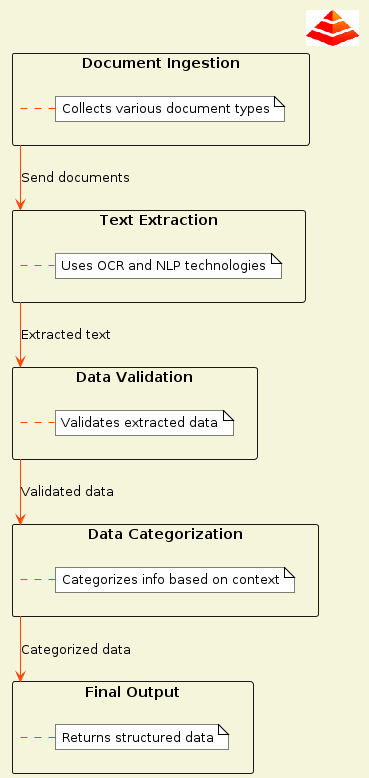 Document Ingestion
Collects various document types
Send documents
Text Extraction
Uses OCR and NLP technologies
Extracted text
Data Validation
Validates extracted data
Validated data
Data Categorization
Categorizes info based on context
Categorized data
Final Output
Returns structured data